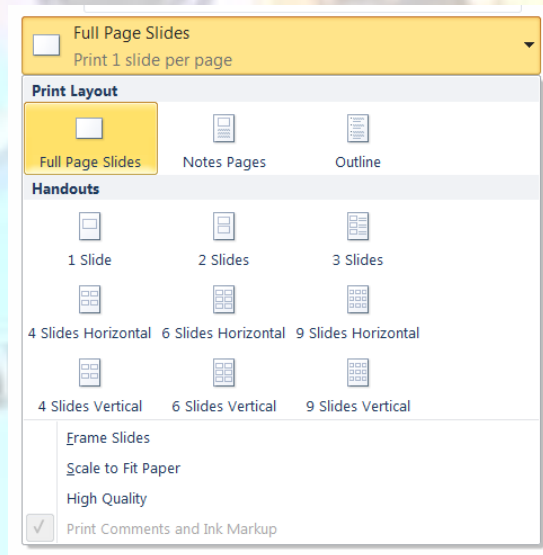 Full Page Slides
Print 1 slide per page
Print Layout
Full Page Slides Notes Pages Outline
Handouts
1 Slide 2 Slides 3 Slides
4 Slides Horizontal 6 Slides Horizontal 9 Slides Horizontal
4 Slides Vertical 6 Slides Vertical 9 Slides Vertical
Frame Slides
Scale to Fit Paper
High Quality
Print Comments and Ink Markup